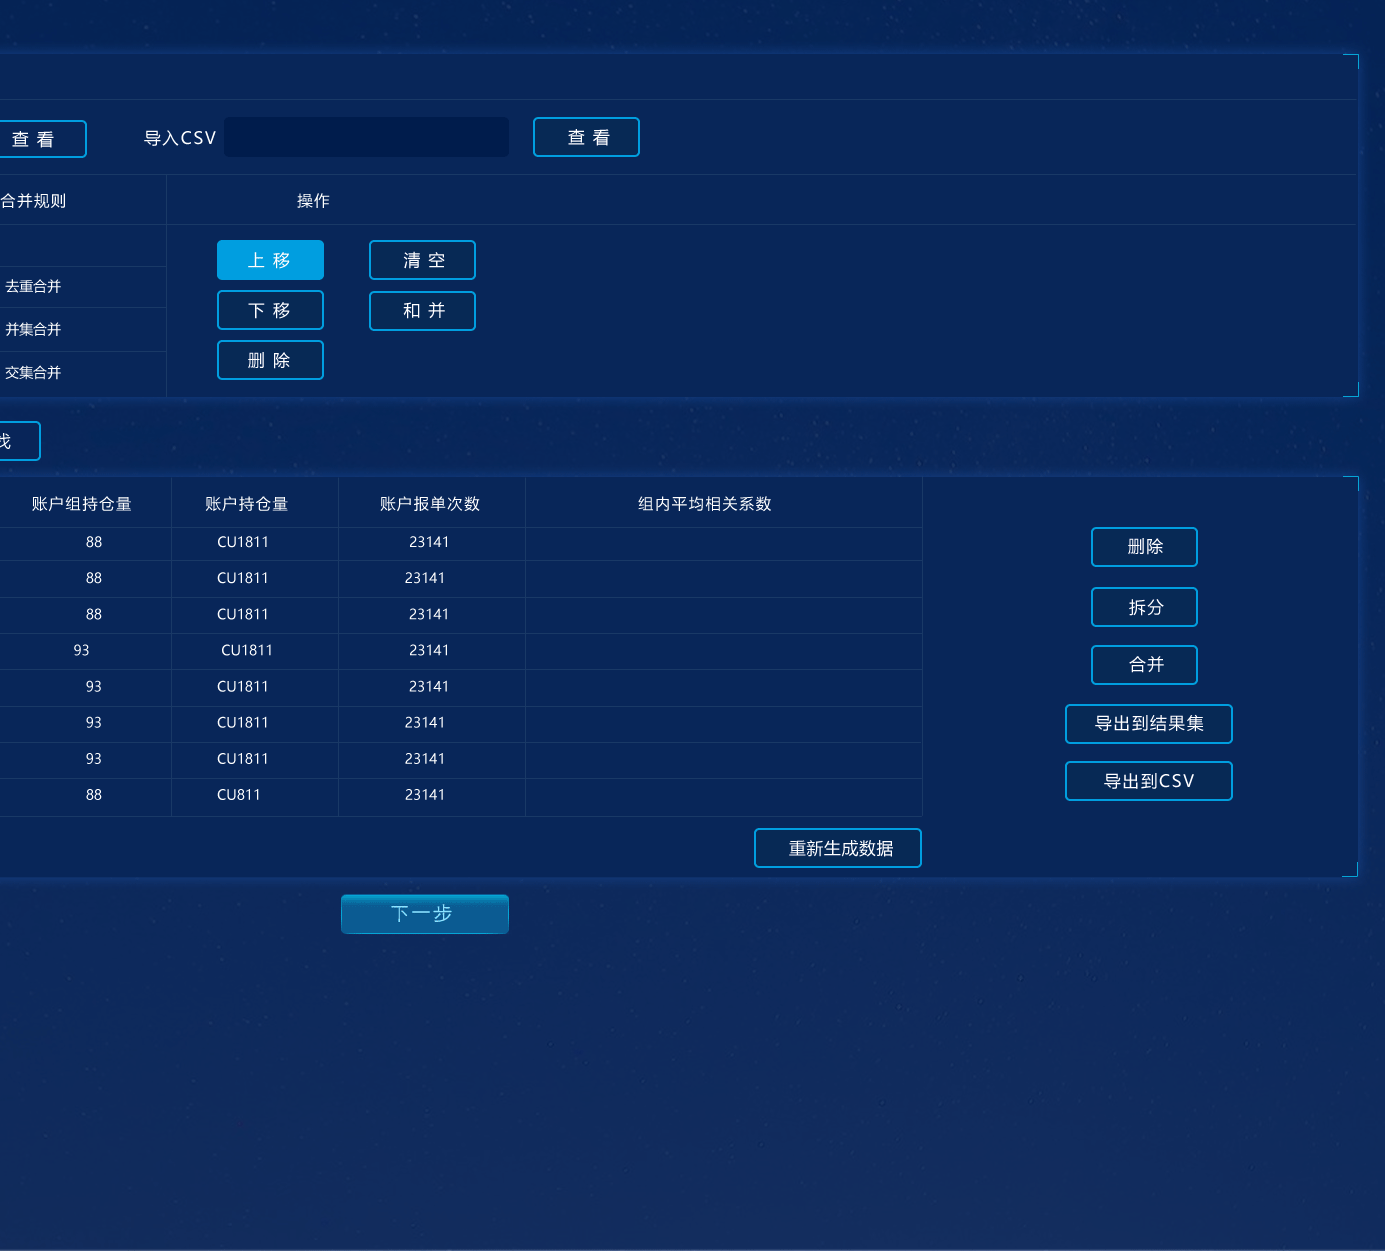 查 看 导入CSV 查 看
合并规则 操作
上 移 清 空
去重合并
下 移 和 并
并集合并
删 除
交集合并
找
账户组持仓量 账户持仓量 账户报单次数 组内平均相关系数
88 CU1811 23141 删除
88 CU1811 23141
88 CU1811 23141 拆分
93 CU1811 23141 合并
93 CU1811 23141
93 CU1811 23141 导出到结果集
93 CU1811 23141 导出到CSV
88 CU811 23141
重新生成数据
下一步